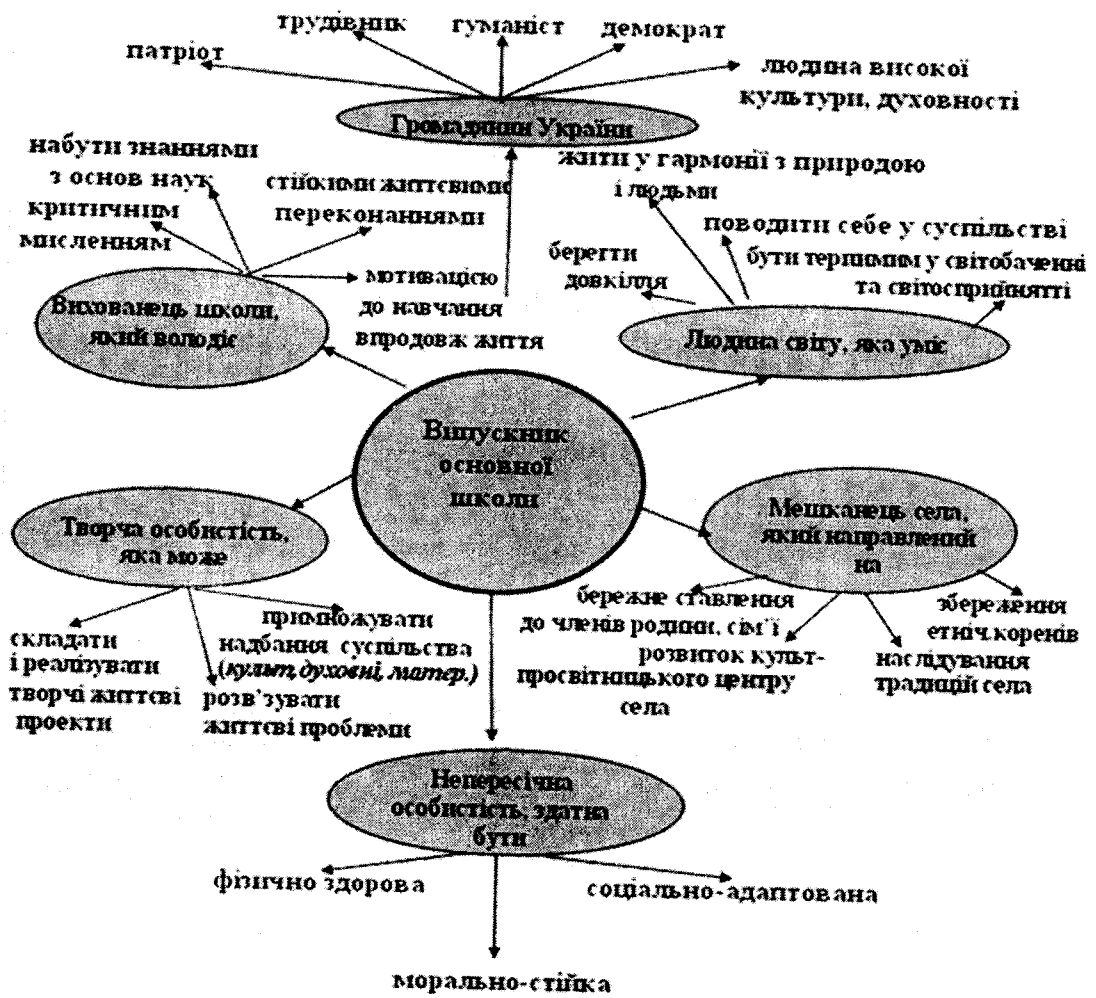 трудівник
гуманіст
демократ
патріот
людина високої
культури, духовності
Громадянин України
набути знаннями
з основ наук
критичним
мисленням
стійкими життєвими
переконаннями
мотивацією
до навчання
впродовж життя
Вихованець школи,
який володіє
жити у гармонії з природою
і людьми
поводити себе у суспільстві
берегти
довкілля
бути терпимим у світобаченні
та світосприйнятті
Людина світу, яка уміє
Випускник
основної
школи
Творча особистість,
яка може
складати
і реалізувати
творчі життєві
проекти
примножувати
надбання суспільства
(культ, духовні, матер.)
розв'язувати
життєві проблеми
Мешканець села,
який направлений
на
бережне ставлення
до членів родини, сім'ї
розвиток культ-
просвітницького центру
села
наслідування
традицій села
збереження
етніч.коренів
Непересічна
особистість, здатна
бути
фізично здорова
соціально-адаптована
морально-стійка